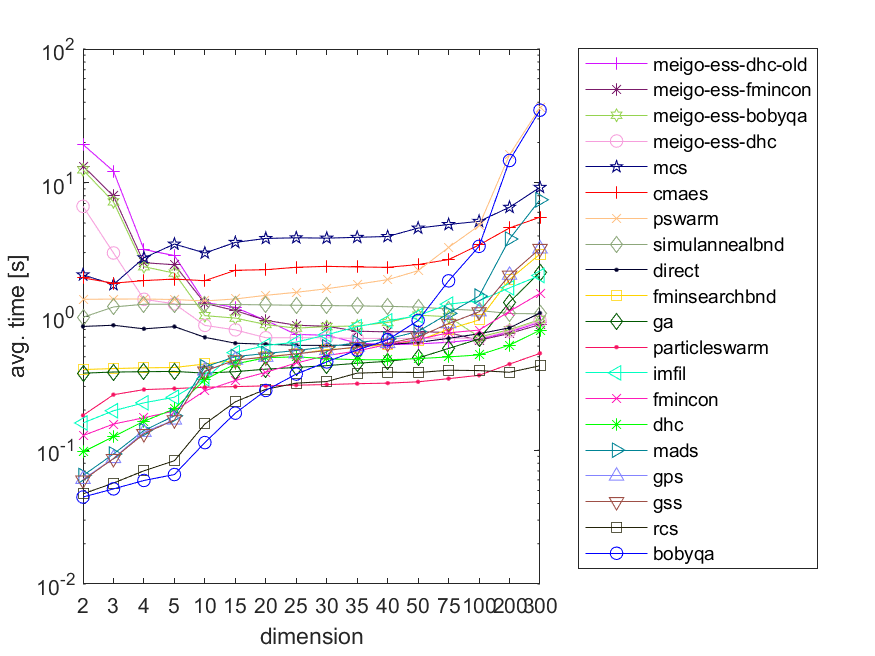 10^2
10^1
10^0
10^-1
10^-2
avg. time [s]
2 3 4 5 10 15 20 25 30 35 40 50 75 100 200 300
dimension
meigo-ess-dhc-old
meigo-ess-fmincon
meigo-ess-bobyqa
meigo-ess-dhc
mcs
cmaes
pswarm
simulannealbnd
direct
fminsearchbnd
ga
particleswarm
imfil
fmincon
dhc
mads
gps
gss
rcs
bobyqa